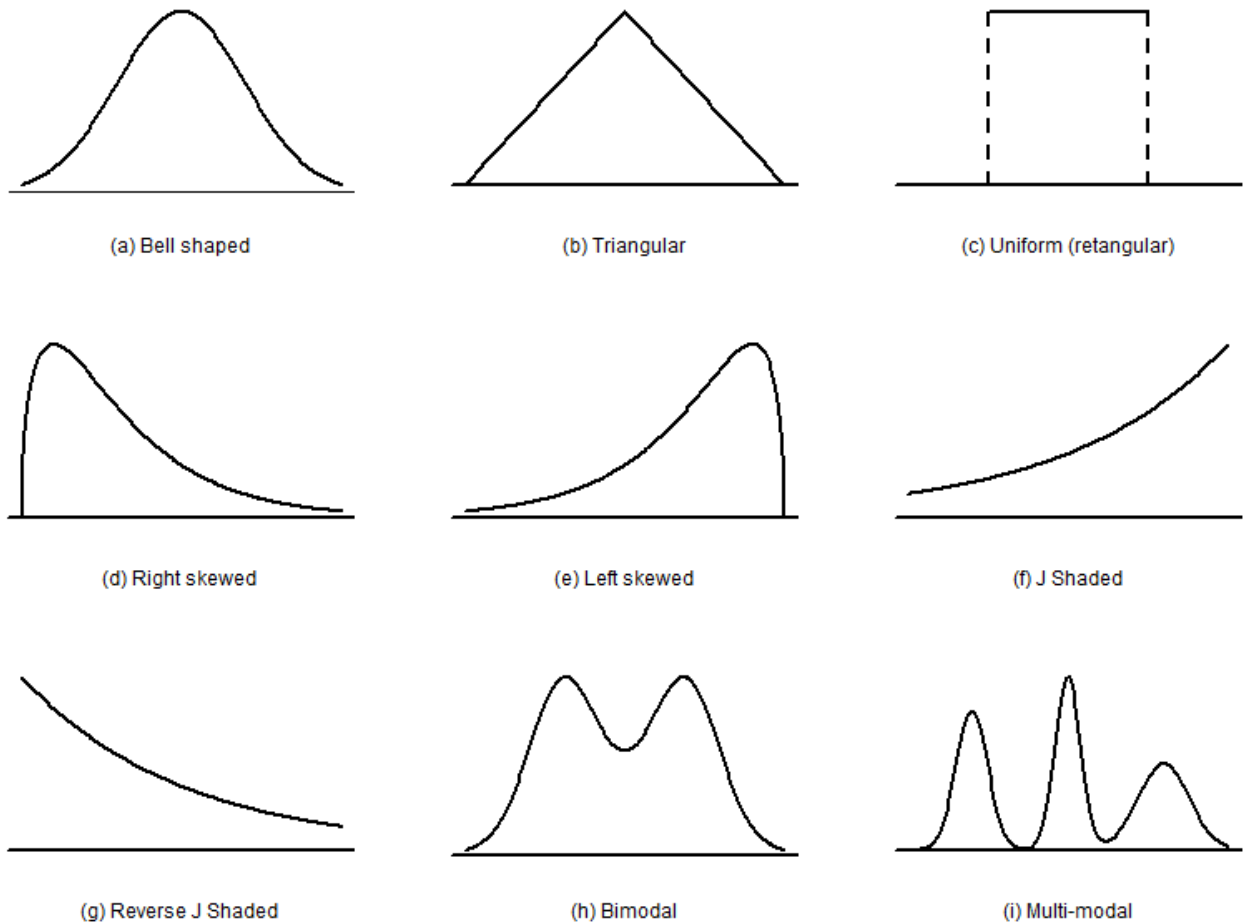 (a) Bell shaped
(b) Triangular
(c) Uniform (retangular)
(d) Right skewed
(e) Left skewed
(f) J Shaded
(g) Reverse J Shaded
(h) Bimodal
(i) Multi-modal